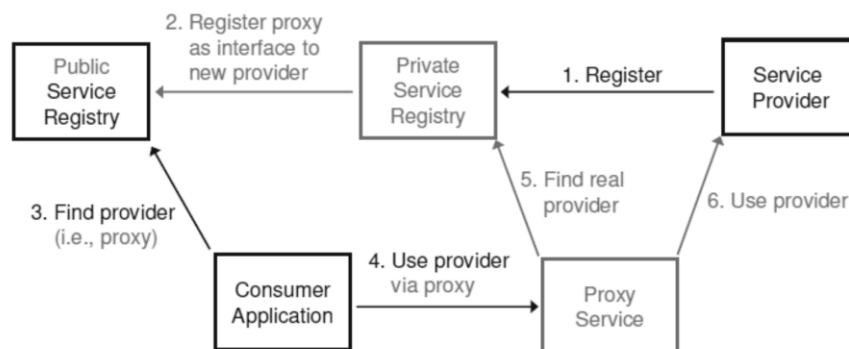 2. Register proxy
as interface to
new provider
Public
Service
Registry
Private
Service
Registry
1. Register
Service
Provider
3. Find provider
(i.e., proxy)
5. Find real
provider
6. Use provider
Consumer
Application
4. Use provider
via proxy
Proxy
Service